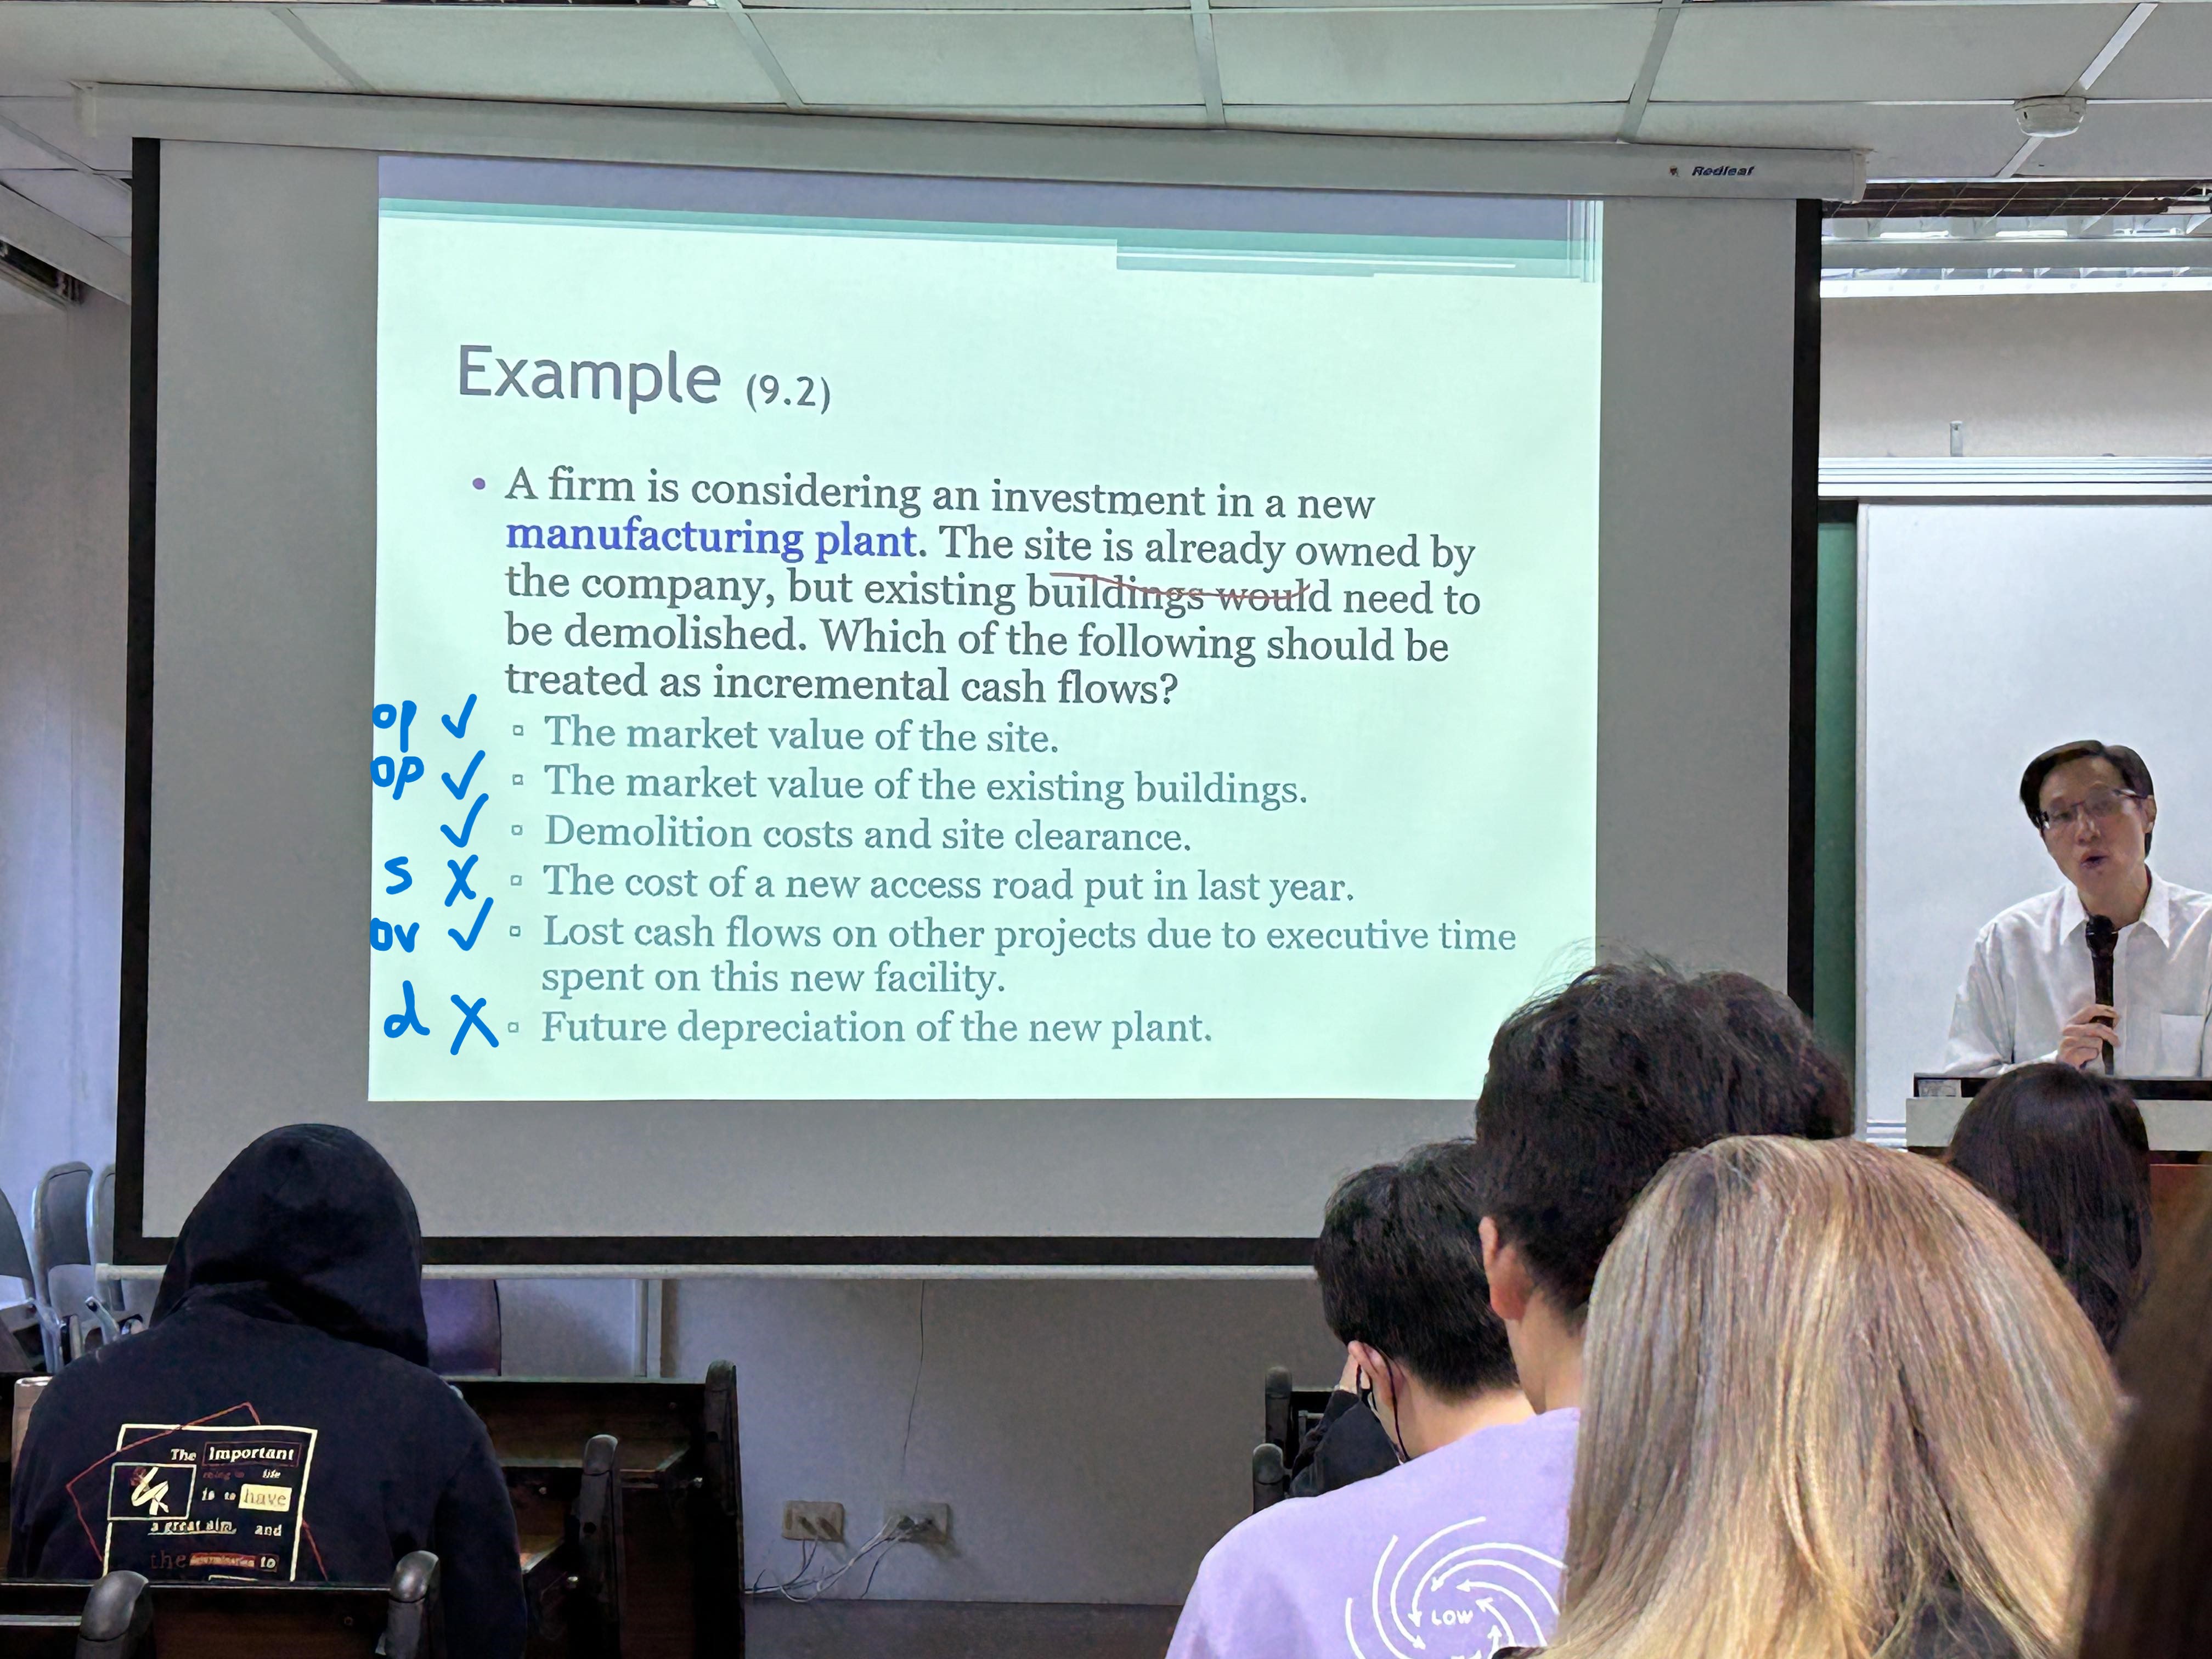 Redleaf
Example (9.2)
• A firm is considering an investment in a new
manufacturing plant. The site is already owned by
the company, but existing buildings would need to
be demolished. Which of the following should be
treated as incremental cash flows?
op ✓ ▫ The market value of the site.
op ✓ ▫ The market value of the existing buildings.
✓ ▫ Demolition costs and site clearance.
s X ▫ The cost of a new access road put in last year.
ov ✓ ▫ Lost cash flows on other projects due to executive time
spent on this new facility.
d X ▫ Future depreciation of the new plant.
The Important
life
is to have
a great aim, and
the determination to
LOW